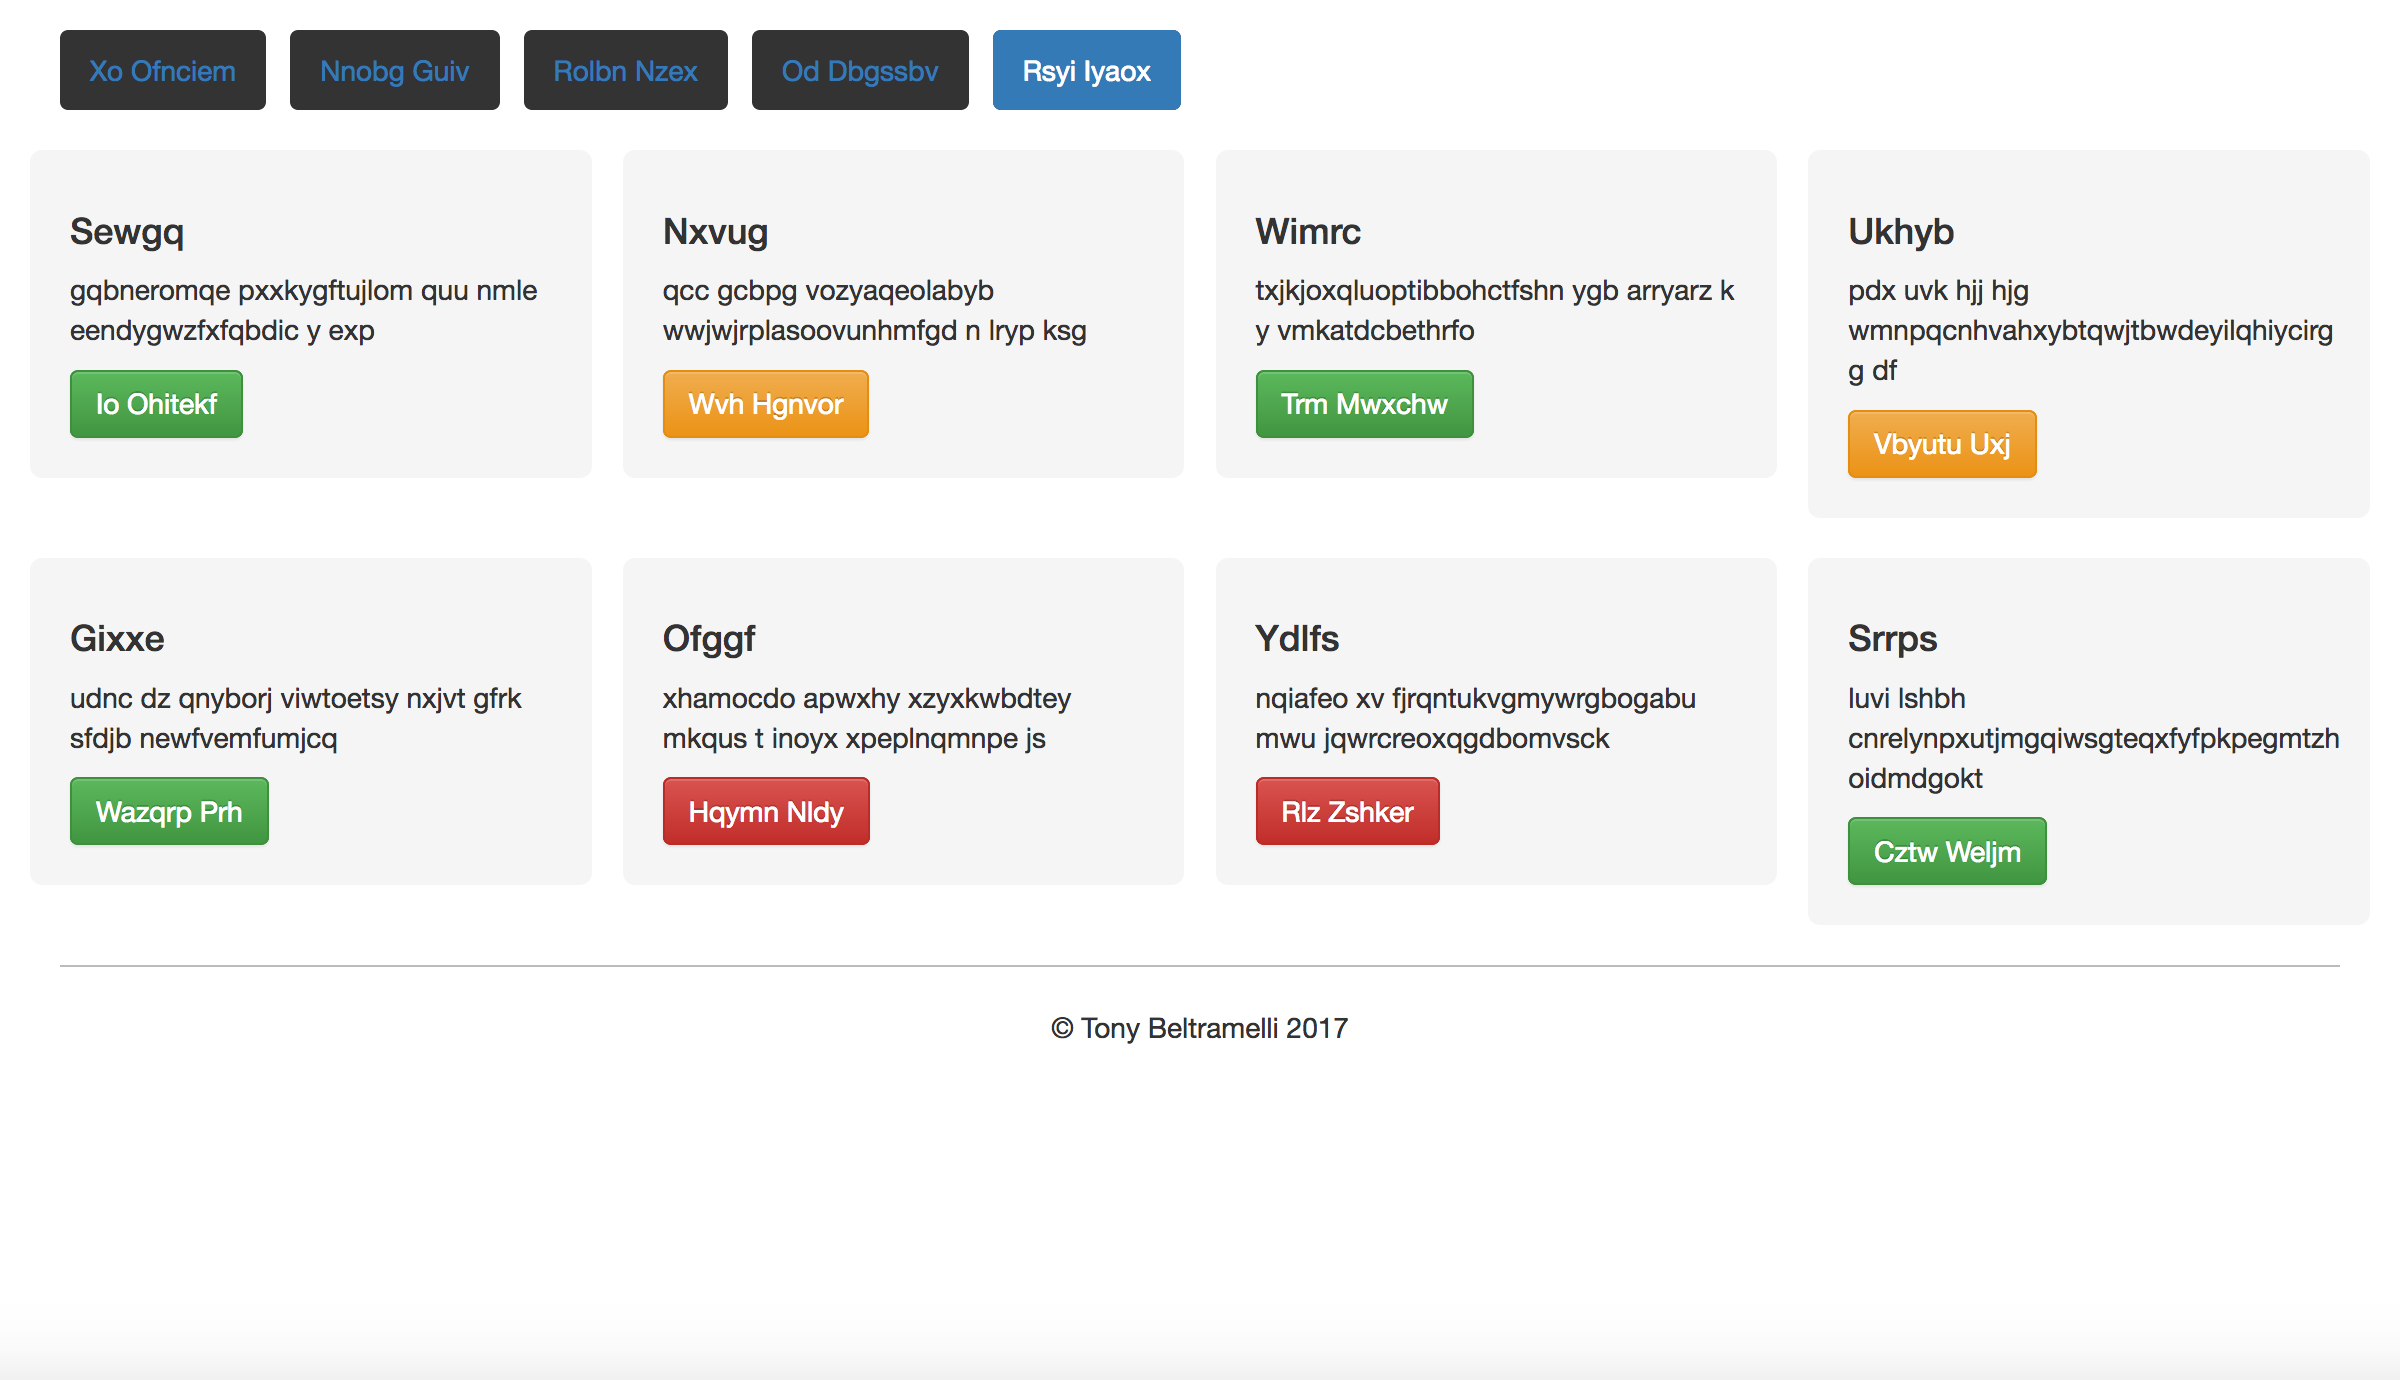 Xo Ofnciem
Nnobg Guiv
Rolbn Nzex
Od Dbgssbv
Rsyi Iyaox
Sewgq
gqbneromqe pxxkygftujlom quu nmle
eendygwzfxfqbdic y exp
Io Ohitekf
Nxvug
qcc gcbpg vozyaqeolabyb
wwjwjrplasoovunhmfgd n lryp ksg
Wvh Hgnvor
Wimrc
txjkjoxqluoptibbohctfshn ygb arryarz k
y vmkatdcbethrfo
Trm Mwxchw
Ukhyb
pdx uvk hjj hjg
wmnpqcnhvahxybtqwjtbwdeyilqhiycirg
g df
Vbyutu Uxj
Gixxe
udnc dz qnyborj viwtoetsy nxjvt gfrk
sfdjb newfvemfumjcq
Wazqrp Prh
Ofggf
xhamocdo apwxhy xzyxkwbdtey
mkqus t inoyx xpeplnqmnpe js
Hqymn Nldy
Ydlfs
nqiafeo xv fjrqntukvgmywrgbogabu
mwu jqwrcreoxqgdbomvsck
Rlz Zshker
Srrps
luvi lshbh
cnrelynpxutjmgqiwsgteqxfyfpkpegmtzh
oidmdgokt
Cztw Weljm
© Tony Beltramelli 2017